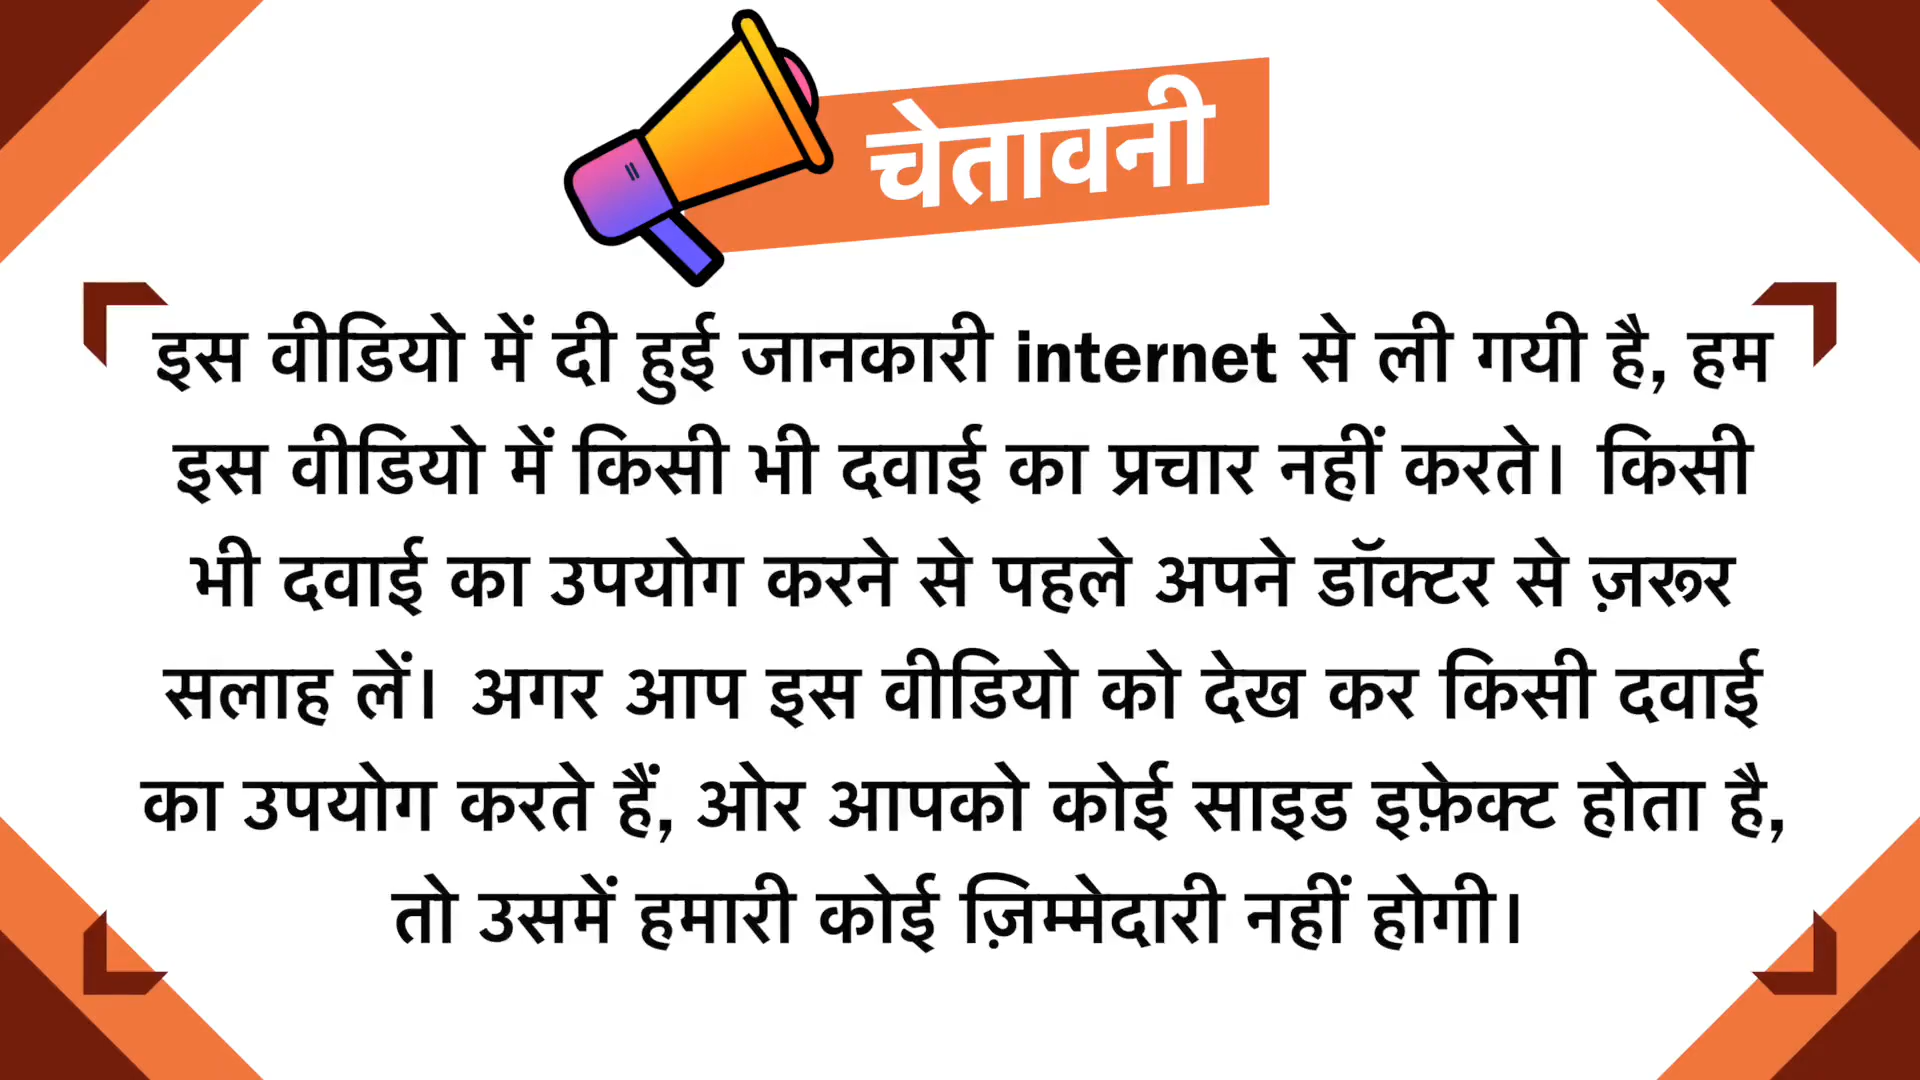 चेतावनी
इस वीडियो में दी हुई जानकारी internet से ली गयी है, हम
इस वीडियो में किसी भी दवाई का प्रचार नहीं करते। किसी
भी दवाई का उपयोग करने से पहले अपने डॉक्टर से ज़रूर
सलाह लें। अगर आप इस वीडियो को देख कर किसी दवाई
का उपयोग करते हैं, ओर आपको कोई साइड इफ़ेक्ट होता है,
तो उसमें हमारी कोई ज़िम्मेदारी नहीं होगी।